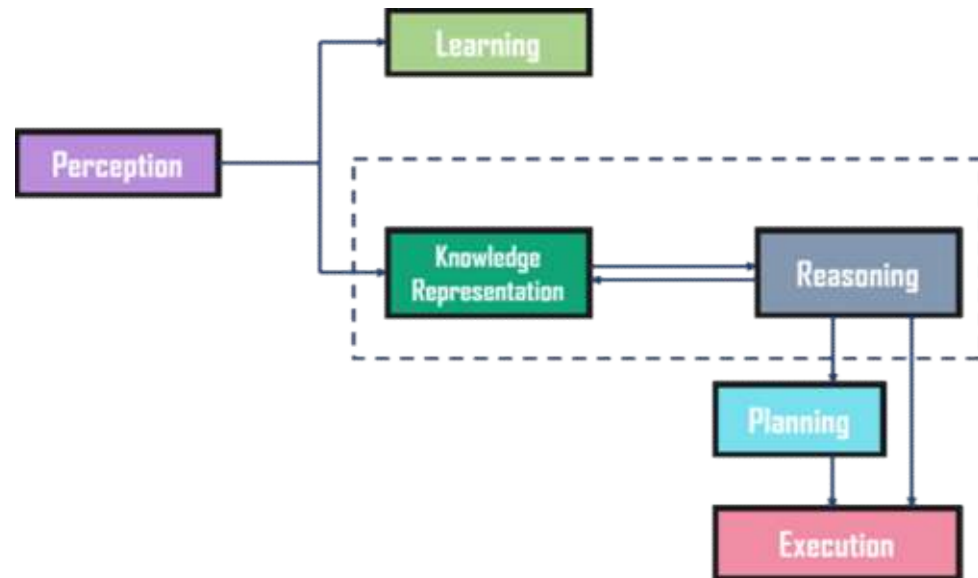 Learning
Perception
Knowledge
Representation
Reasoning
Planning
Execution